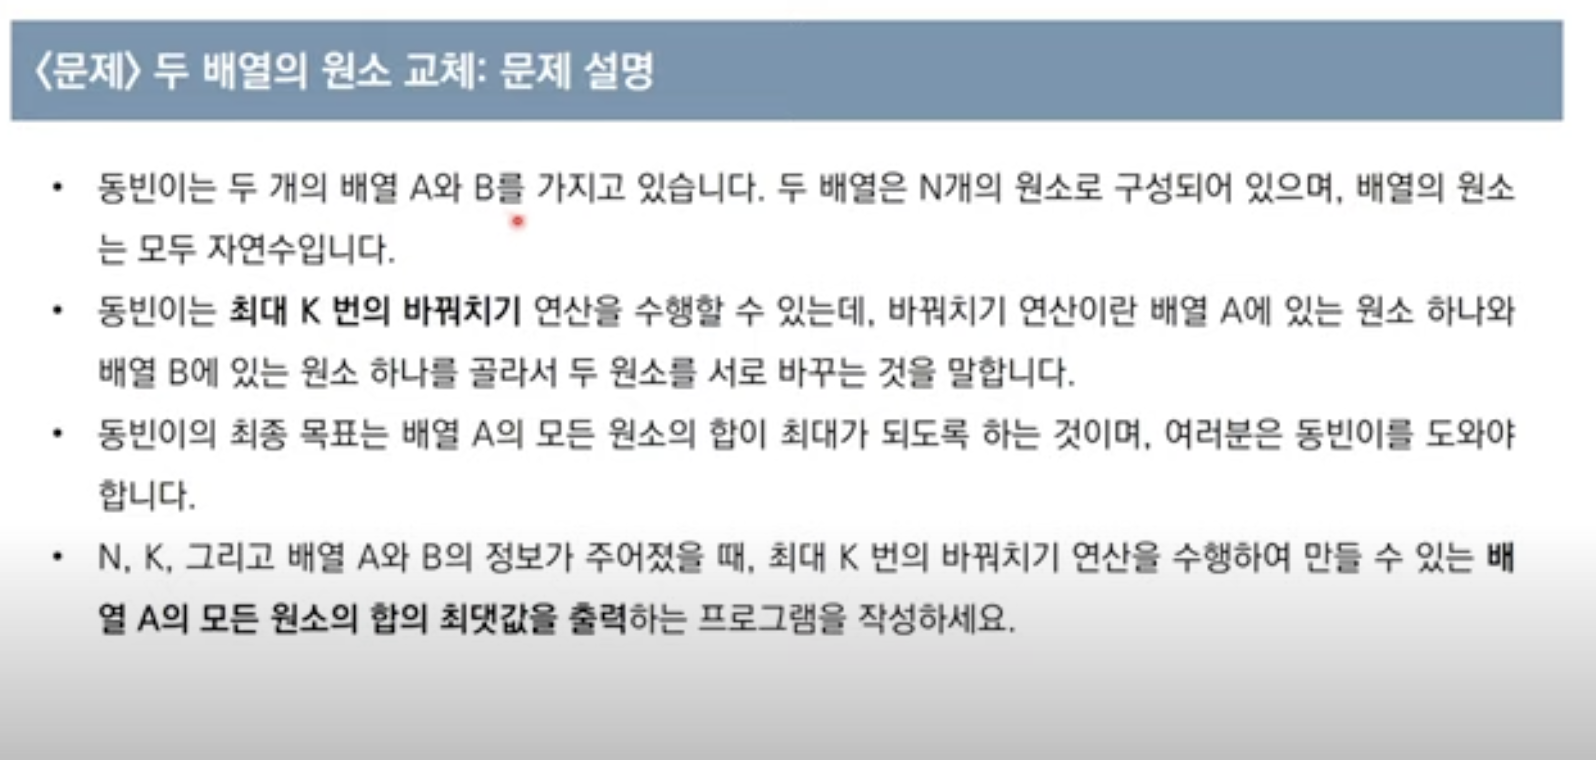 〈문제〉 두 배열의 원소 교체: 문제 설명
• 동빈이는 두 개의 배열 A와 B를 가지고 있습니다. 두 배열은 N개의 원소로 구성되어 있으며, 배열의 원소
는 모두 자연수입니다.
• 동빈이는 최대 K 번의 바꿔치기 연산을 수행할 수 있는데, 바꿔치기 연산이란 배열 A에 있는 원소 하나와
배열 B에 있는 원소 하나를 골라서 두 원소를 서로 바꾸는 것을 말합니다.
• 동빈이의 최종 목표는 배열 A의 모든 원소의 합이 최대가 되도록 하는 것이며, 여러분은 동빈이를 도와야
합니다.
• N, K, 그리고 배열 A와 B의 정보가 주어졌을 때, 최대 K 번의 바꿔치기 연산을 수행하여 만들 수 있는 배
열 A의 모든 원소의 합의 최댓값을 출력하는 프로그램을 작성하세요.